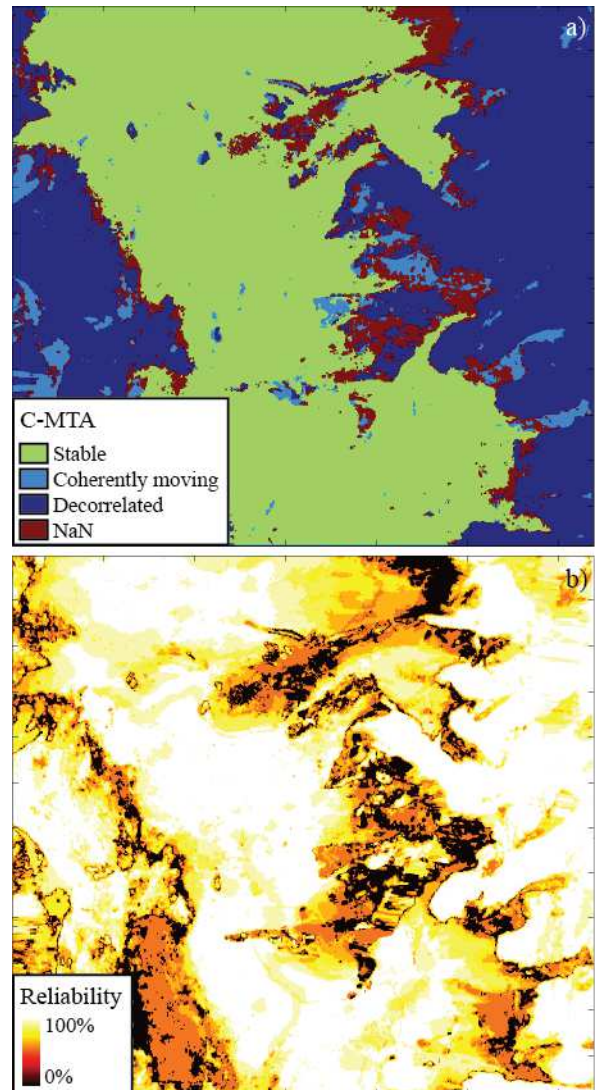 a)
C-MTA
Stable
Coherently moving
Decorrelated
NaN
b)
Reliability
100%
0%